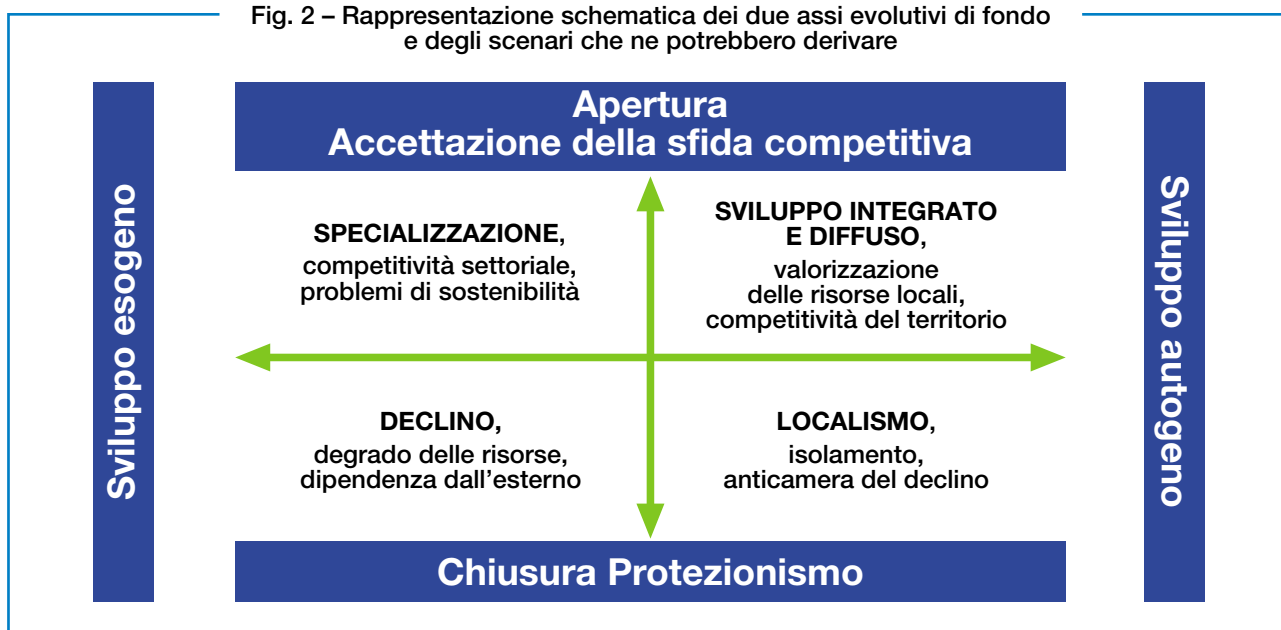 Fig. 2 – Rappresentazione schematica dei due assi evolutivi di fondo
e degli scenari che ne potrebbero derivare
Apertura
Accettazione della sfida competitiva
Sviluppo esogeno
SPECIALIZZAZIONE,
competitività settoriale,
problemi di sostenibilità
SVILUPPO INTEGRATO
E DIFFUSO,
valorizzazione
delle risorse locali,
competitività del territorio
Sviluppo autogeno
DECLINO,
degrado delle risorse,
dipendenza dall'esterno
LOCALISMO,
isolamento,
anticamera del declino
Chiusura Protezionismo